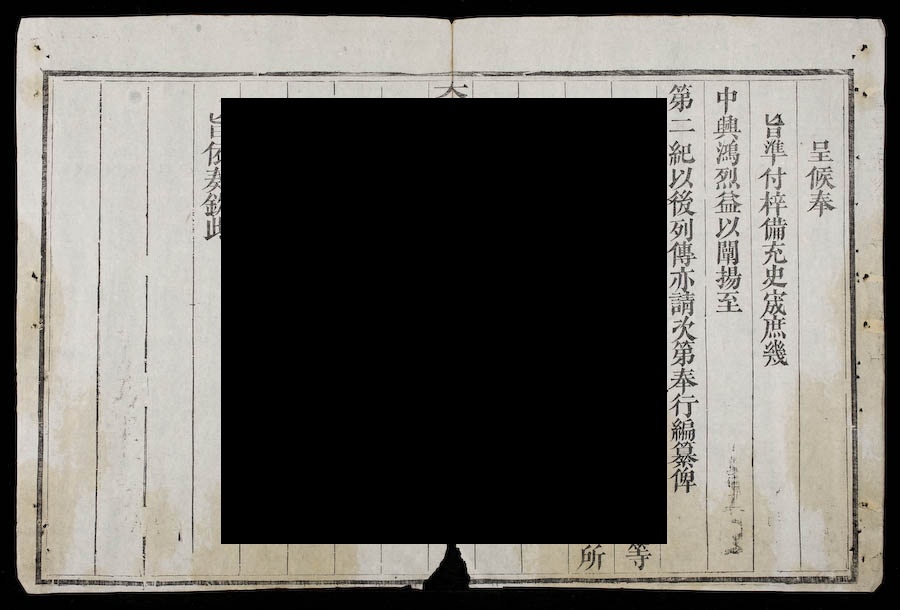 呈候奉
旨準付梓備充史宬庶幾
中興鴻烈益以闡揚至
第二紀以後列傳亦請次第奉行編纂俾
等
所
旨依奏欽此